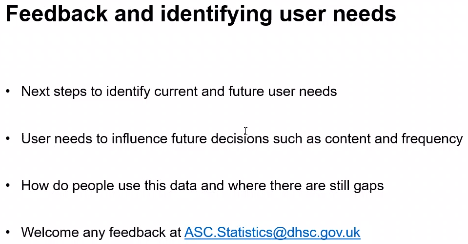 Feedback and identifying user needs
• Next steps to identify current and future user needs
• User needs to influence future decisions such as content and frequency
• How do people use this data and where there are still gaps
• Welcome any feedback at ASC.Statistics@dhsc.gov.uk